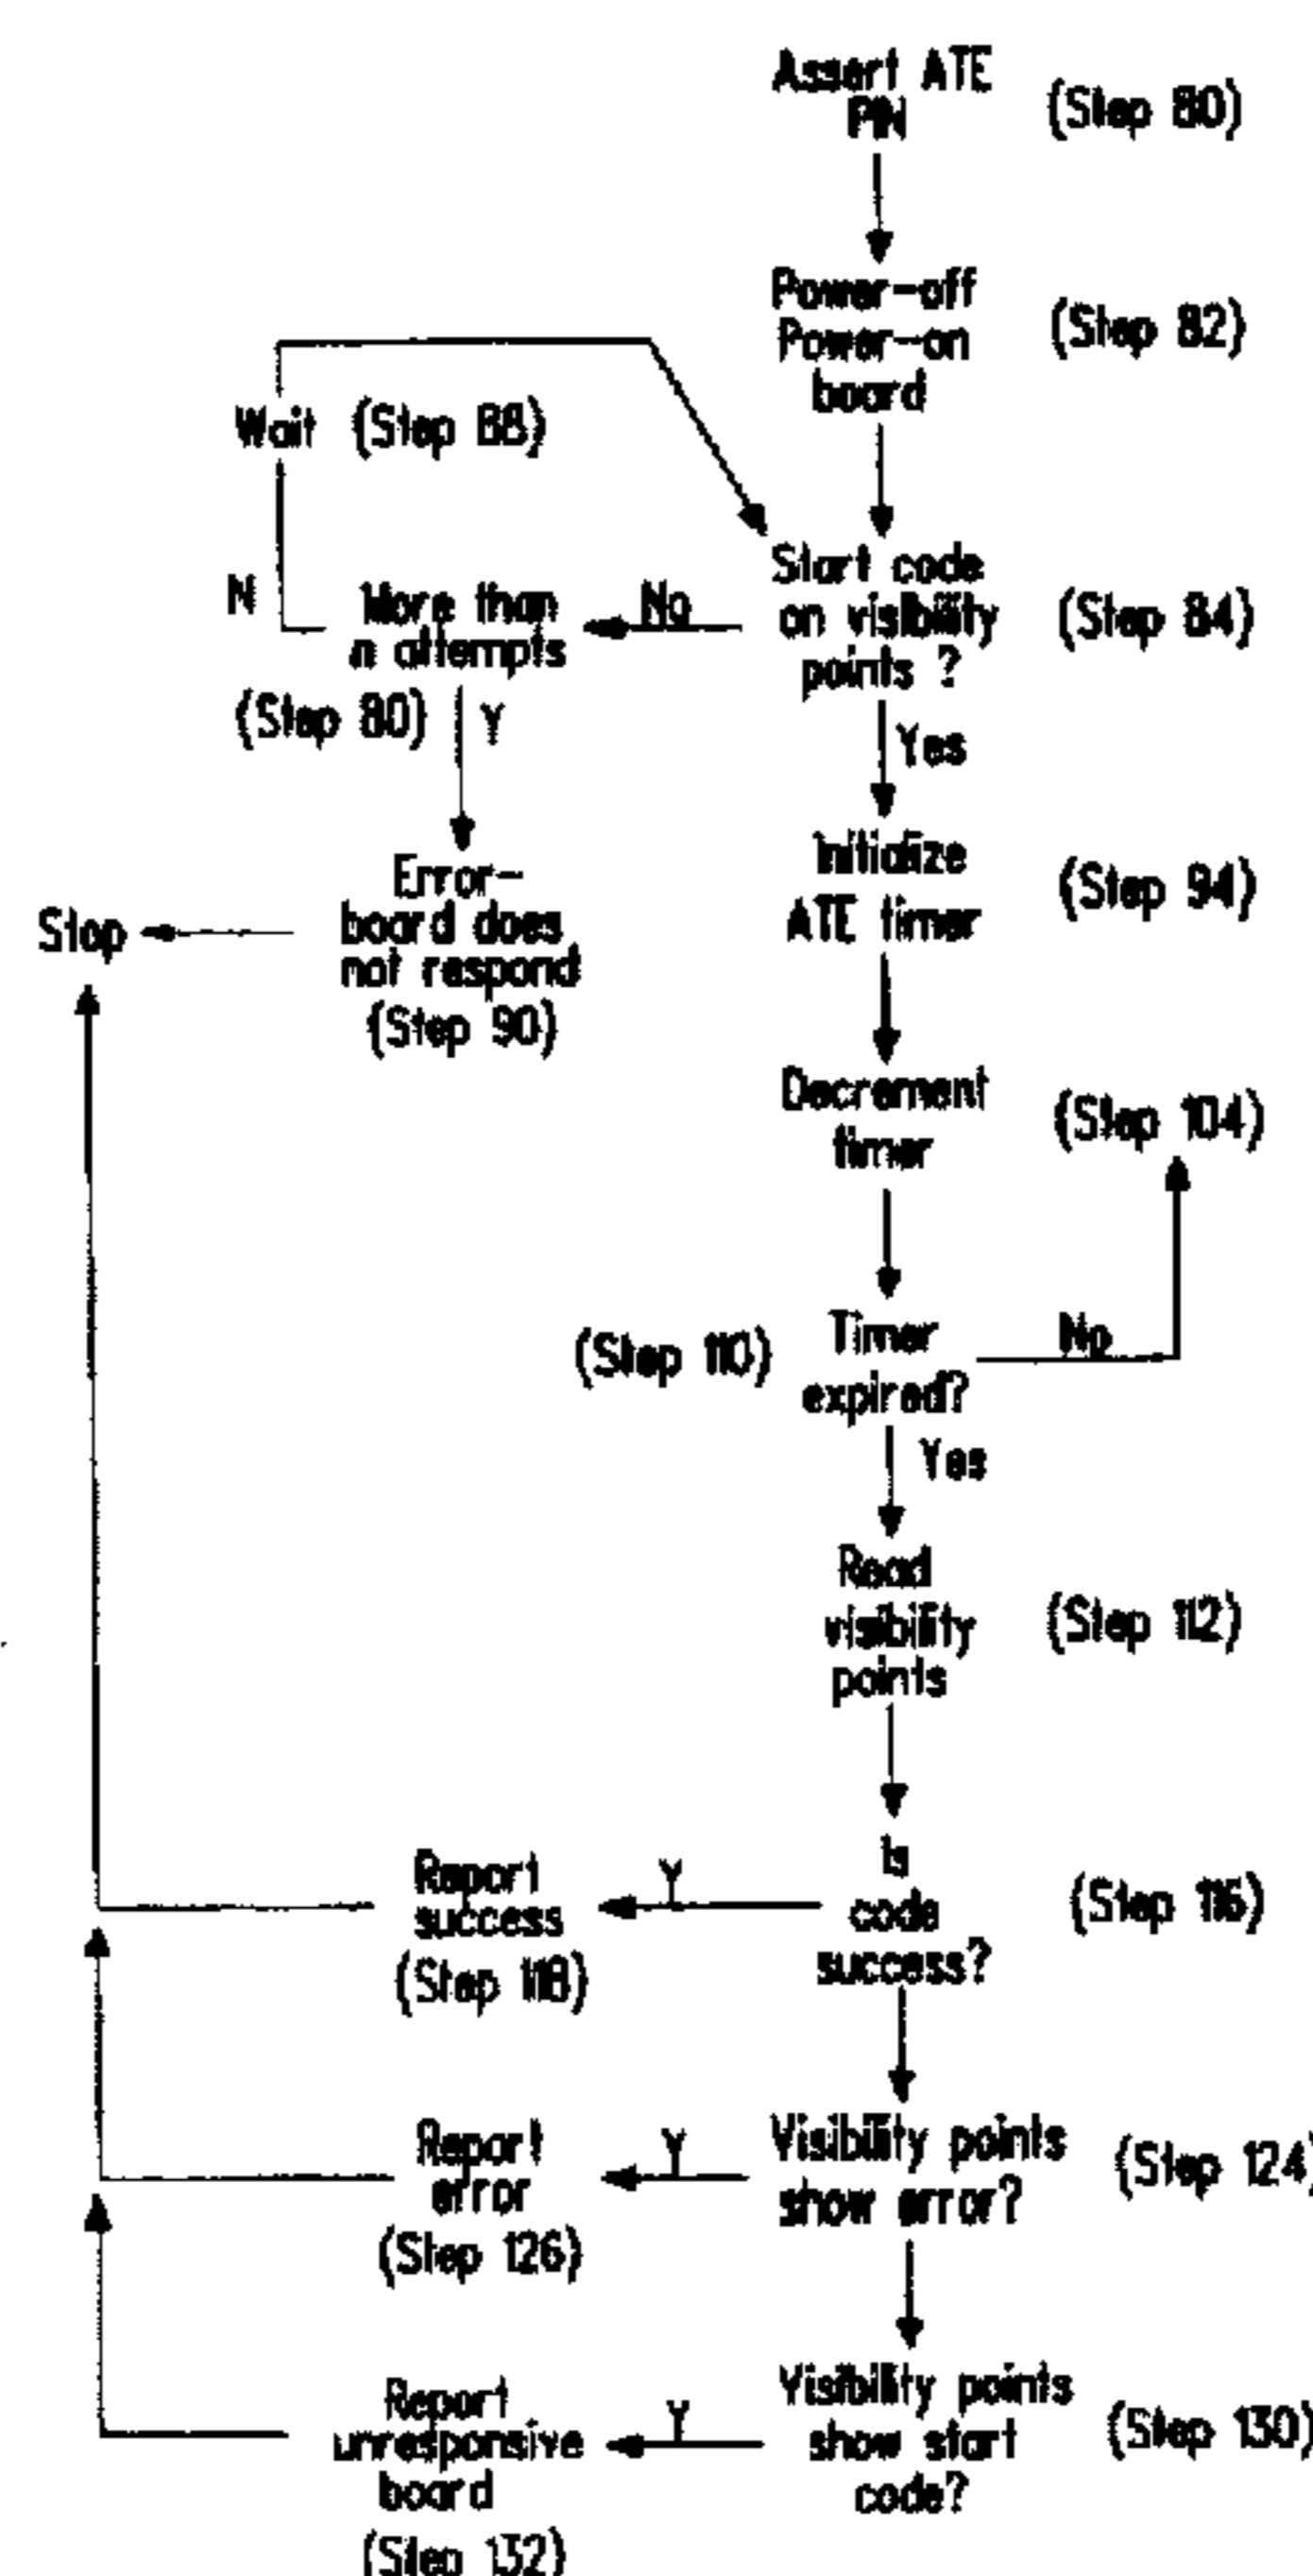 Assert ATE
PIN
(Step 80)
Power-off
Power-on
board
(Step 82)
Wait (Step 88)
Start code
on visibility
points ?
(Step 84)
No
More than
n attempts
(Step 80)
N
Y
Yes
Error-
board does
not respond
(Step 90)
Stop
Initialize
ATE timer
(Step 94)
Decrement
timer
(Step 104)
Timer
expired?
(Step 110)
No
Yes
Read
visibility
points
(Step 112)
Is
code
success?
(Step 116)
Y
Report
success
(Step 118)
Visibility points
show error?
(Step 124)
Y
Report
error
(Step 126)
Visibility points
show start
code?
(Step 130)
Y
Report
unresponsive
board
(Step 132)